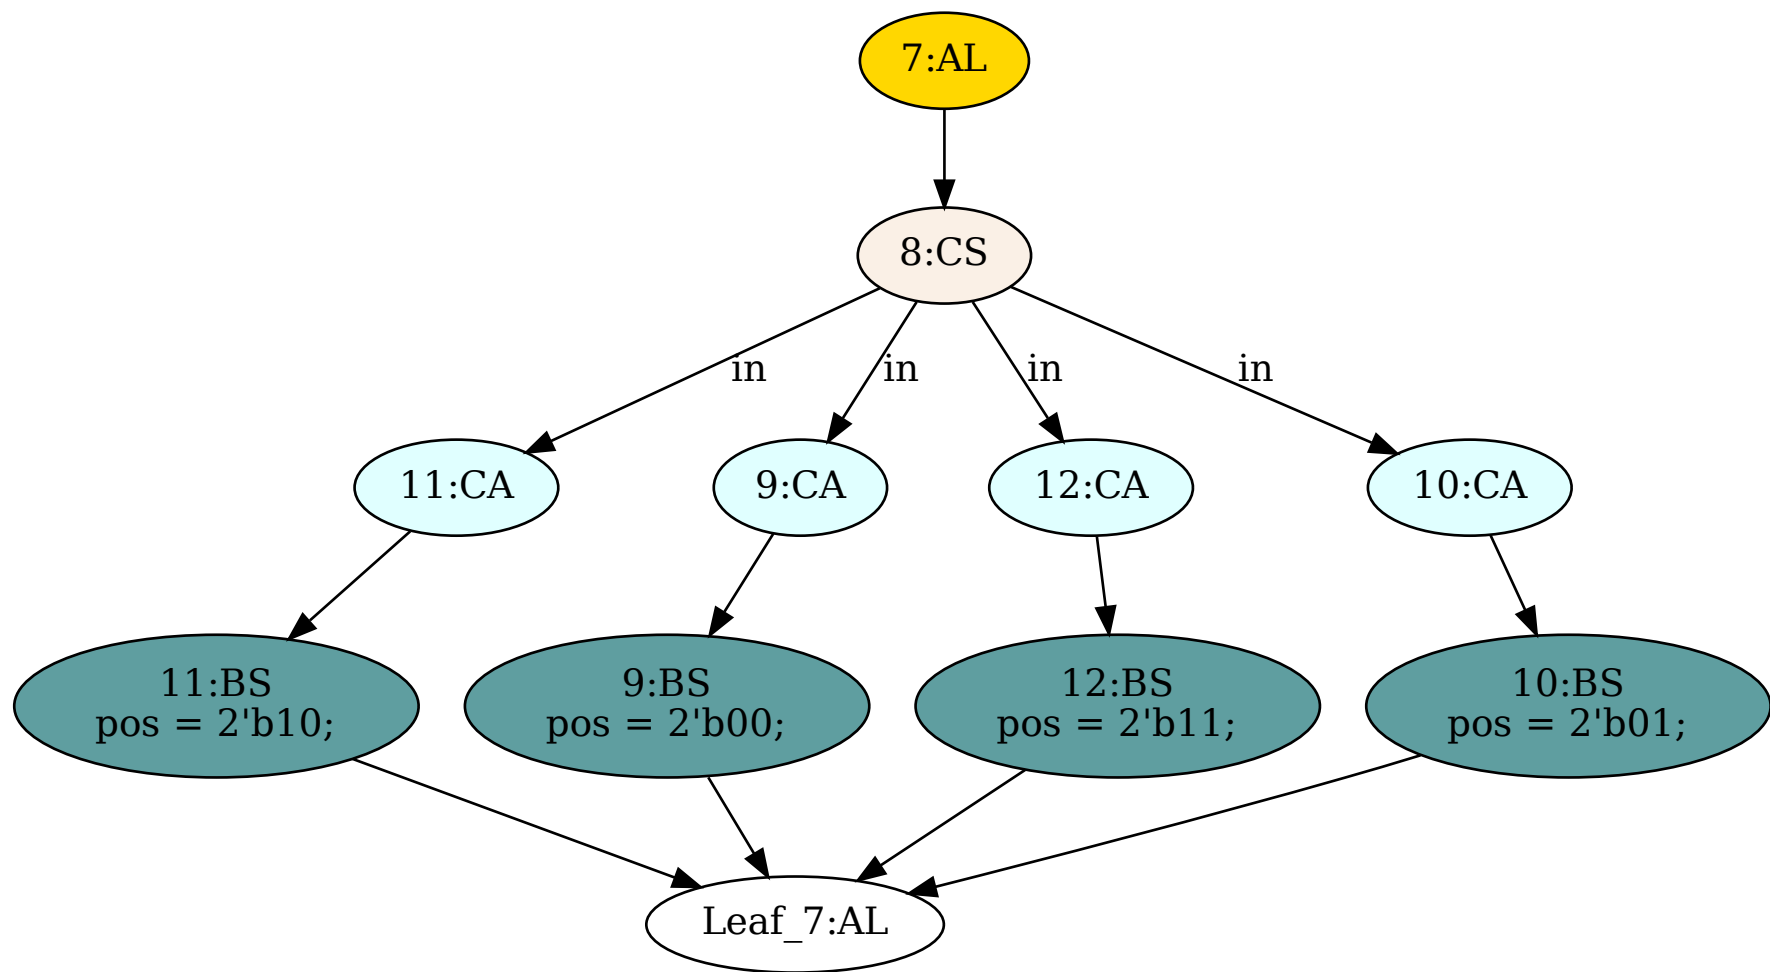 7:AL
8:CS
in
in
in
in
11:CA
9:CA
12:CA
10:CA
11:BS
pos = 2'b10;
9:BS
pos = 2'b00;
12:BS
pos = 2'b11;
10:BS
pos = 2'b01;
Leaf_7:AL